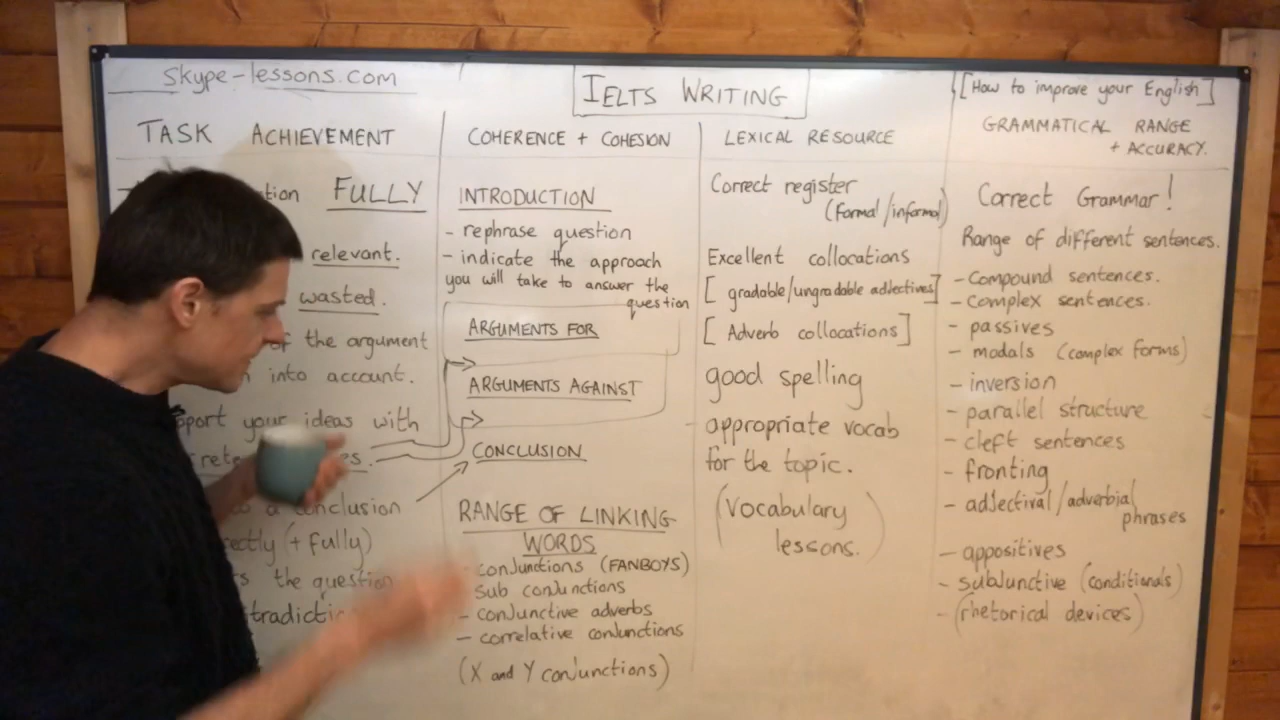 skype-lessons.com
IELTS WRITING
[How to improve your English]
TASK ACHIEVEMENT
FULLY
relevant.
wasted.
the argument
into account.
your ideas with
conclusion
(+ fully)
the question
COHERENCE + COHESION
INTRODUCTION
- rephrase question
- indicate the approach
you will take to answer the
question
ARGUMENTS FOR
ARGUMENTS AGAINST
CONCLUSION
RANGE OF LINKING
WORDS
conjunctions (FANBOYS)
sub conjunctions
- conjunctive adverbs
- correlative conjunctions
(X and Y conjunctions)
LEXICAL RESOURCE
Correct register
(formal/informal)
Excellent collocations
[gradable/ungradable adjectives]
[Adverb collocations]
good spelling
appropriate vocab
for the topic.
(Vocabulary
lessons.)
GRAMMATICAL RANGE
+ ACCURACY.
Correct Grammar!
Range of different sentences.
- Compound sentences.
- Complex sentences.
- passives
- modals (complex forms)
- inversion
- parallel structure
- cleft sentences
- fronting
- adjectival/adverbial
phrases
- appositives
- subjunctive (conditionals)
- (rhetorical devices)